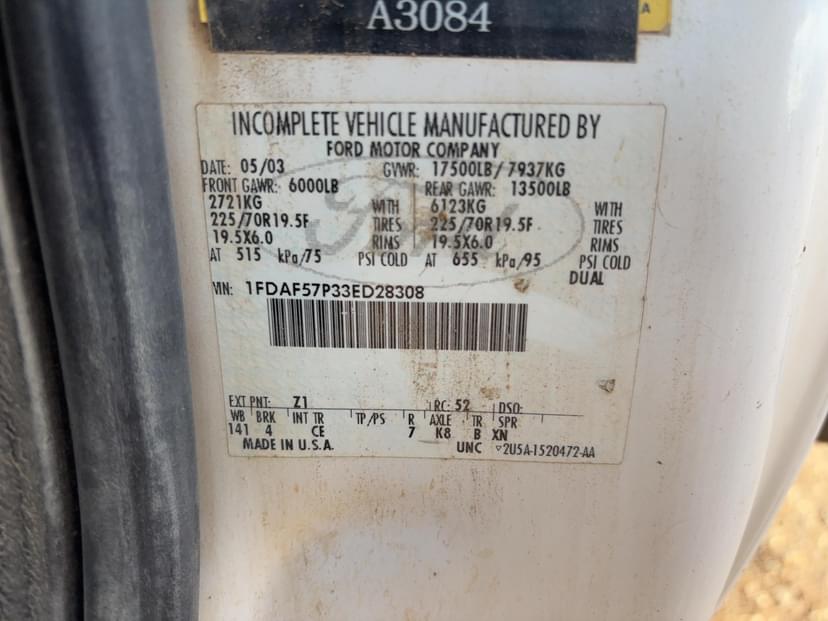 A
A3084
INCOMPLETE VEHICLE MANUFACTURED BY
FORD MOTOR COMPANY
DATE: 05/03 GVWR: 17500LB/ 7937KG
FRONT GAWR: 6000LB REAR GAWR: 13500LB
2721KG WITH 6123KG WITH
225/70R19.5F TIRES 225/70R19.5F TIRES
19.5X6.0 RIMS 19.5X6.0 RIMS
AT 515 kPa/75 PSI COLD AT 655 kPa/95 PSI COLD
DUAL
VIN: 1FDAF57P33ED28308
EXT PNT: Z1 RC: 52 DSO:
WB BRK INT TR TP/PS R AXLE TR SPR
141 4 CE 7 K8 B XN
MADE IN U.S.A. UNC ▽2U5A-1520472-AA